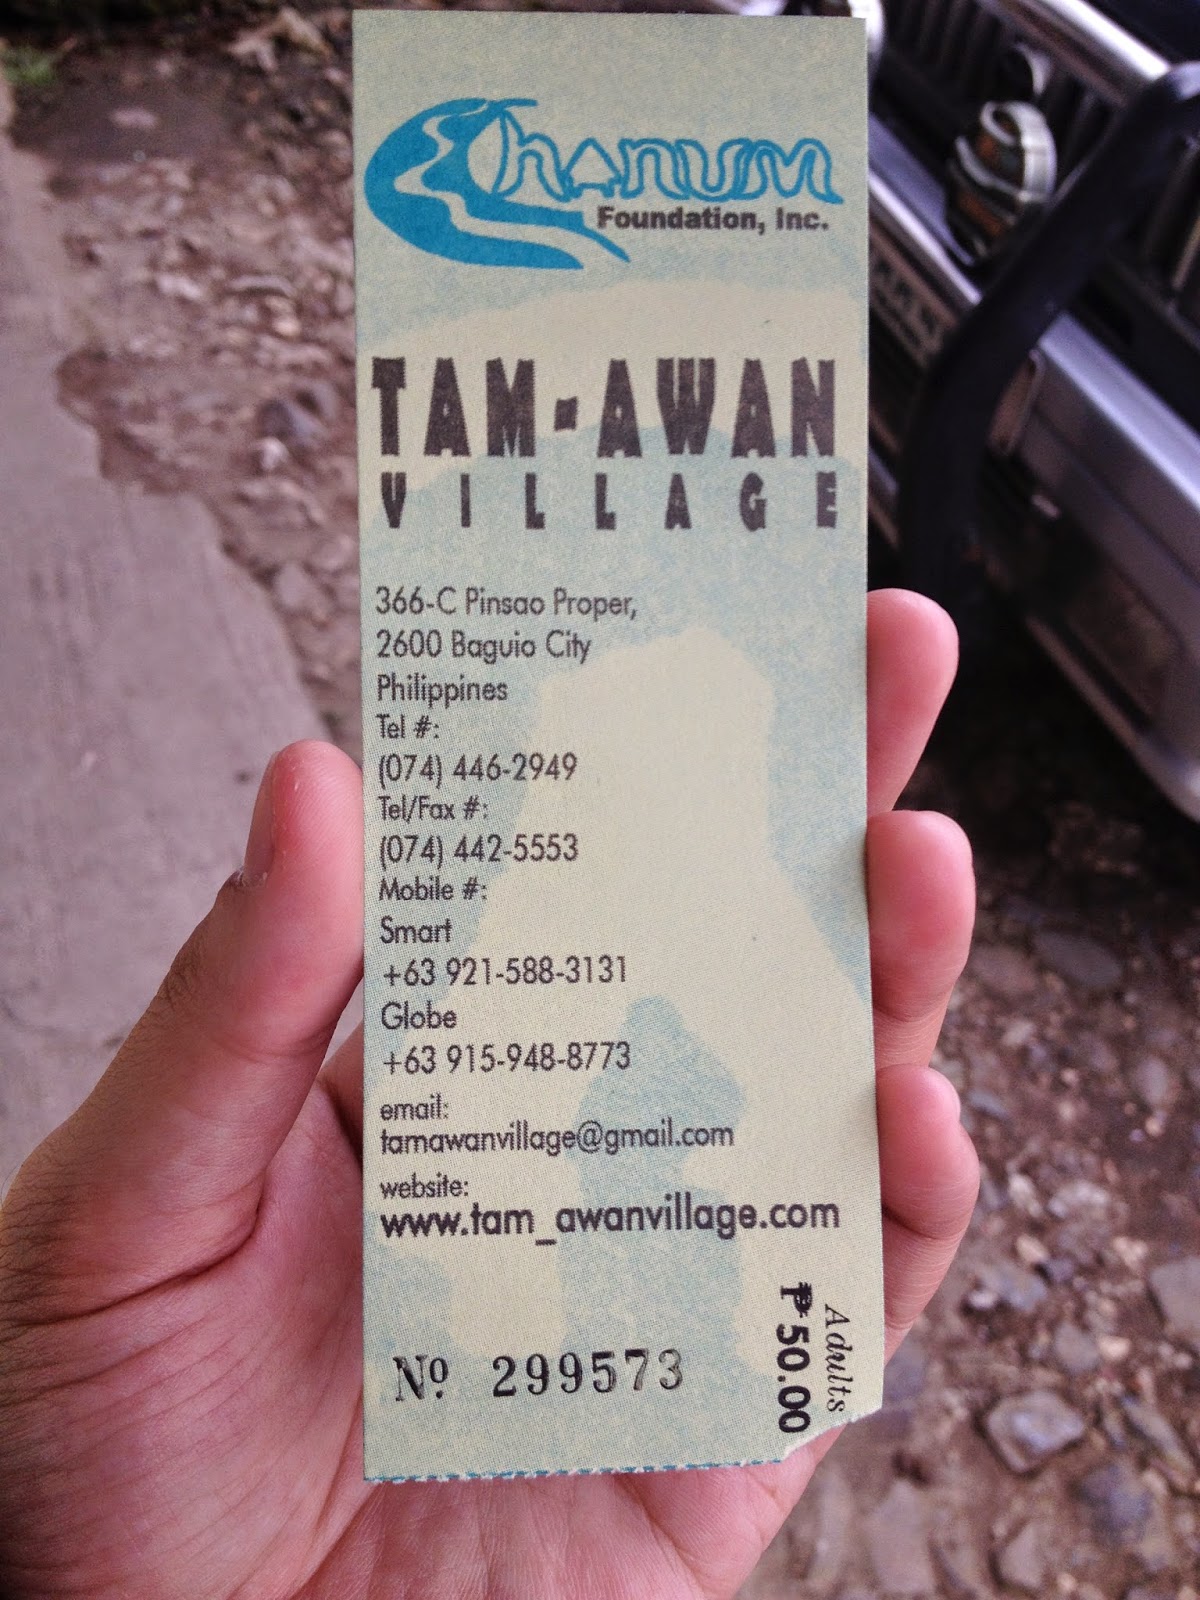 Chanum
Foundation, Inc.
TAM-AWAN
VILLAGE
366-C Pinsao Proper,
2600 Baguio City
Philippines
Tel #:
(074) 446-2949
Tel/Fax #:
(074) 442-5553
Mobile #:
Smart
+63 921-588-3131
Globe
+63 915-948-8773
email:
tamawanvillage@gmail.com
website:
www.tam_awanvillage.com
Nº 299573
Adults
₱50.00